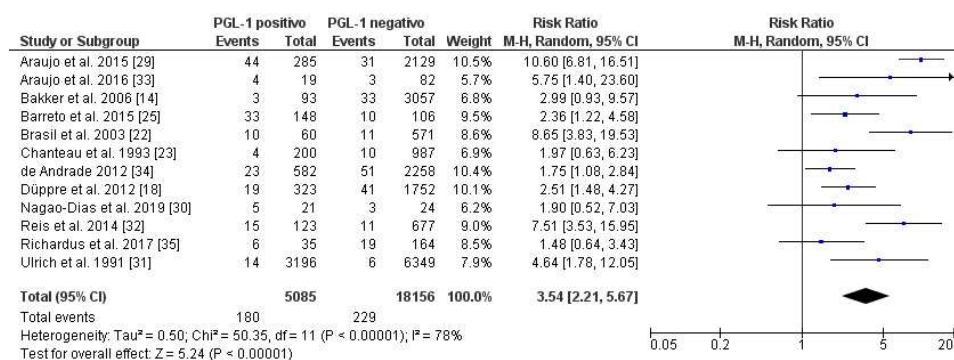 PGL-1 positivo PGL-1 negativo Risk Ratio Risk Ratio
Study or Subgroup Events Total Events Total Weight M-H, Random, 95% CI M-H, Random, 95% CI
Araujo et al. 2015 [29] 44 285 31 2129 10.5% 10.60 [6.81, 16.51]
Araujo et al. 2016 [33] 4 19 3 82 5.4% 5.75 [1.40, 23.60]
Bakker et al. 2006 [14] 3 93 33 3057 6.8% 2.99 [0.93, 9.57]
Barreto et al. 2015 [25] 33 148 10 106 9.4% 2.36 [1.22, 4.58]
Brasil et al. 2003 [22] 10 60 11 571 8.6% 8.65 [3.83, 19.53]
Chanteau et al. 1993 [23] 4 200 10 987 6.9% 1.97 [0.63, 6.23]
de Andrade 2012 [34] 23 582 51 2258 10.4% 1.75 [1.08, 2.84]
Düppre et al. 2012 [18] 19 323 41 1752 10.1% 2.51 [1.48, 4.27]
Nagao-Dias et al. 2019 [30] 5 21 3 24 6.2% 1.90 [0.52, 7.03]
Reis et al. 2014 [32] 15 123 11 677 8.9% 7.51 [3.53, 15.95]
Richardus et al. 2017 [35] 6 35 19 164 9.0% 1.48 [0.64, 3.43]
Ulrich et al. 1991 [31] 14 3196 6 6349 7.9% 4.64 [1.78, 12.05]
Total (95% CI) 5085 18156 100.0% 3.54 [2.21, 5.67]
Total events 180 229
Heterogeneity: Tau² = 0.50; Chi² = 50.35, df = 11 (P < 0.00001); I² = 78%
Test for overall effect: Z = 5.24 (P < 0.00001)
0.05 0.2 1 5 20